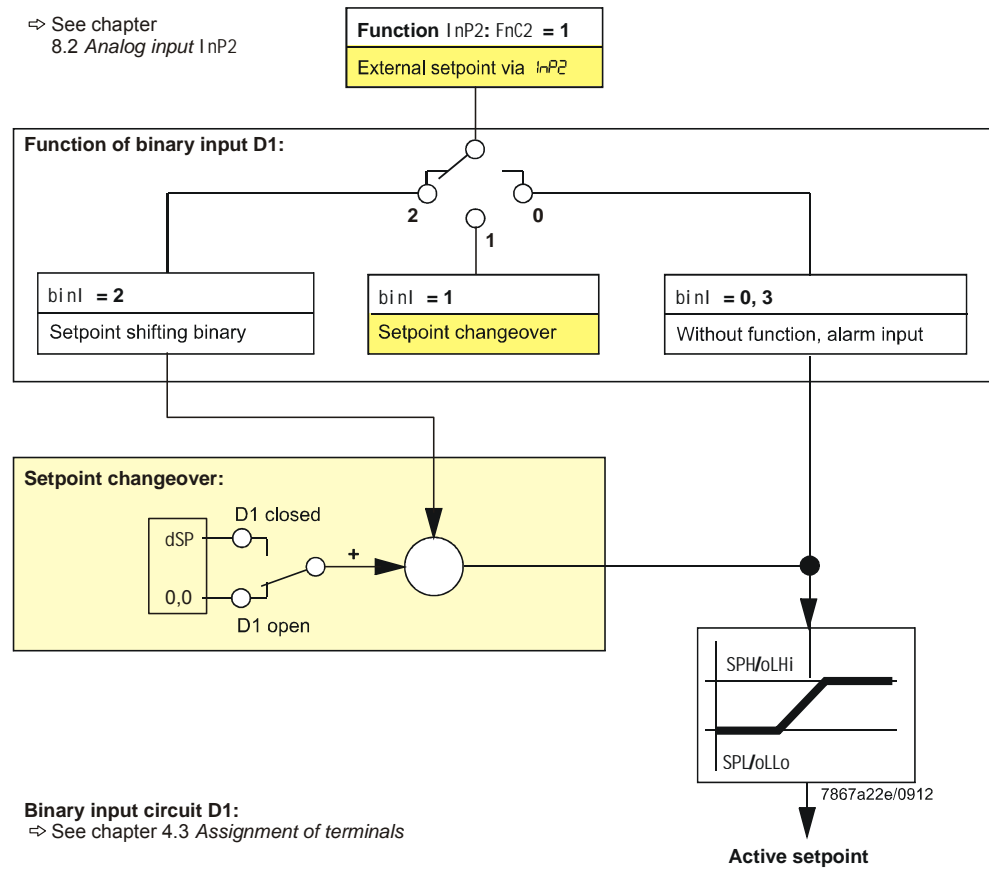 ⇨ See chapter
8.2 Analog input InP2
Function InP2: FnC2 = 1
External setpoint via InP2
Function of binary input D1:
2
0
1
binI = 2
Setpoint shifting binary
binI = 1
Setpoint changeover
binI = 0, 3
Without function, alarm input
Setpoint changeover:
D1 closed
dSP
+
0,0
D1 open
SPH/oLHi
SPL/oLLo
7867a22e/0912
Binary input circuit D1:
⇨ See chapter 4.3 Assignment of terminals
Active setpoint